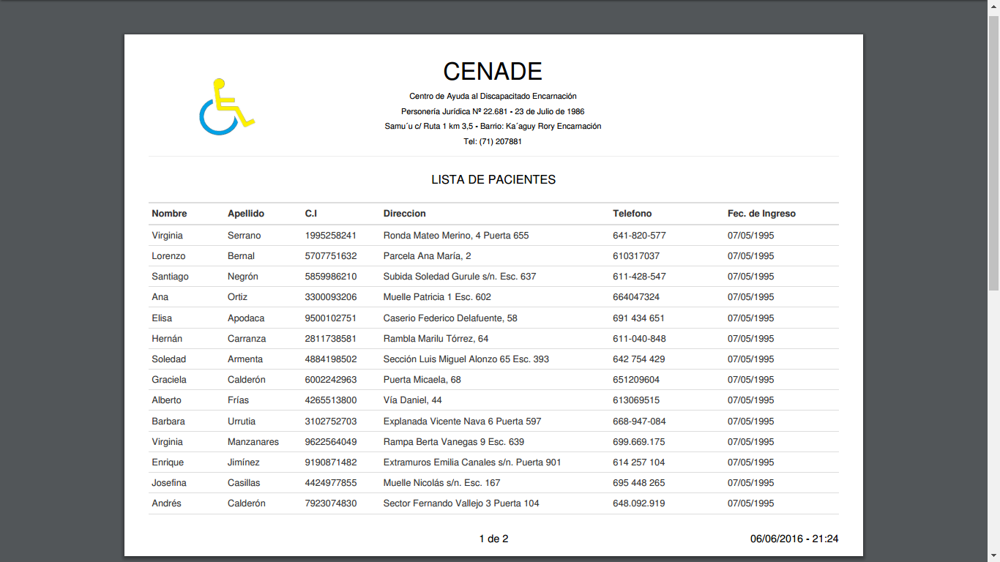 CENADE
Centro de Ayuda al Discapacitado Encarnación
Personería Jurídica Nº 22.681 - 23 de Julio de 1986
Samu´u c/ Ruta 1 km 3,5 - Barrio: Ka´aguy Rory Encarnación
Tel: (71) 207881
LISTA DE PACIENTES
Nombre Apellido C.I Direccion Telefono Fec. de Ingreso
Virginia Serrano 1995258241 Ronda Mateo Merino, 4 Puerta 655 641-820-577 07/05/1995
Lorenzo Bernal 5707751632 Parcela Ana María, 2 610317037 07/05/1995
Santiago Negrón 5859986210 Subida Soledad Gurule s/n. Esc. 637 611-428-547 07/05/1995
Ana Ortiz 3300093206 Muelle Patricia 1 Esc. 602 664047324 07/05/1995
Elisa Apodaca 9500102751 Caserio Federico Delafuente, 58 691 434 651 07/05/1995
Hernán Carranza 2811738581 Rambla Marilu Tórrez, 64 611-040-848 07/05/1995
Soledad Armenta 4884198502 Sección Luis Miguel Alonzo 65 Esc. 393 642 754 429 07/05/1995
Graciela Calderón 6002242963 Puerta Micaela, 68 651209604 07/05/1995
Alberto Frías 4265513800 Vía Daniel, 44 613069515 07/05/1995
Barbara Urrutia 3102752703 Explanada Vicente Nava 6 Puerta 597 668-947-084 07/05/1995
Virginia Manzanares 9622564049 Rampa Berta Vanegas 9 Esc. 639 699.669.175 07/05/1995
Enrique Jimínez 9190871482 Extramuros Emilia Canales s/n. Puerta 901 614 257 104 07/05/1995
Josefina Casillas 4424977855 Muelle Nicolás s/n. Esc. 167 695 448 265 07/05/1995
Andrés Calderón 7923074830 Sector Fernando Vallejo 3 Puerta 104 648.092.919 07/05/1995
1 de 2 06/06/2016 - 21:24